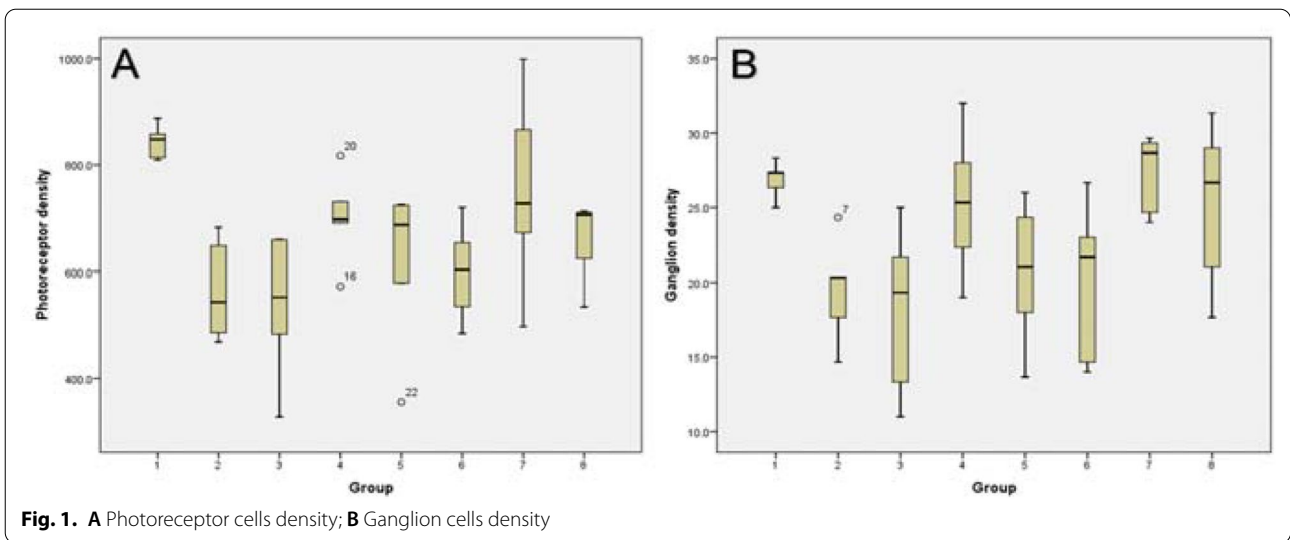 A
1000.0
800.0
600.0
400.0
Photoreceptor density
20
16
22
1 2 3 4 5 6 7 8
Group
B
35.0
30.0
25.0
20.0
15.0
10.0
Ganglion density
7
1 2 3 4 5 6 7 8
Group
Fig. 1. A Photoreceptor cells density; B Ganglion cells density